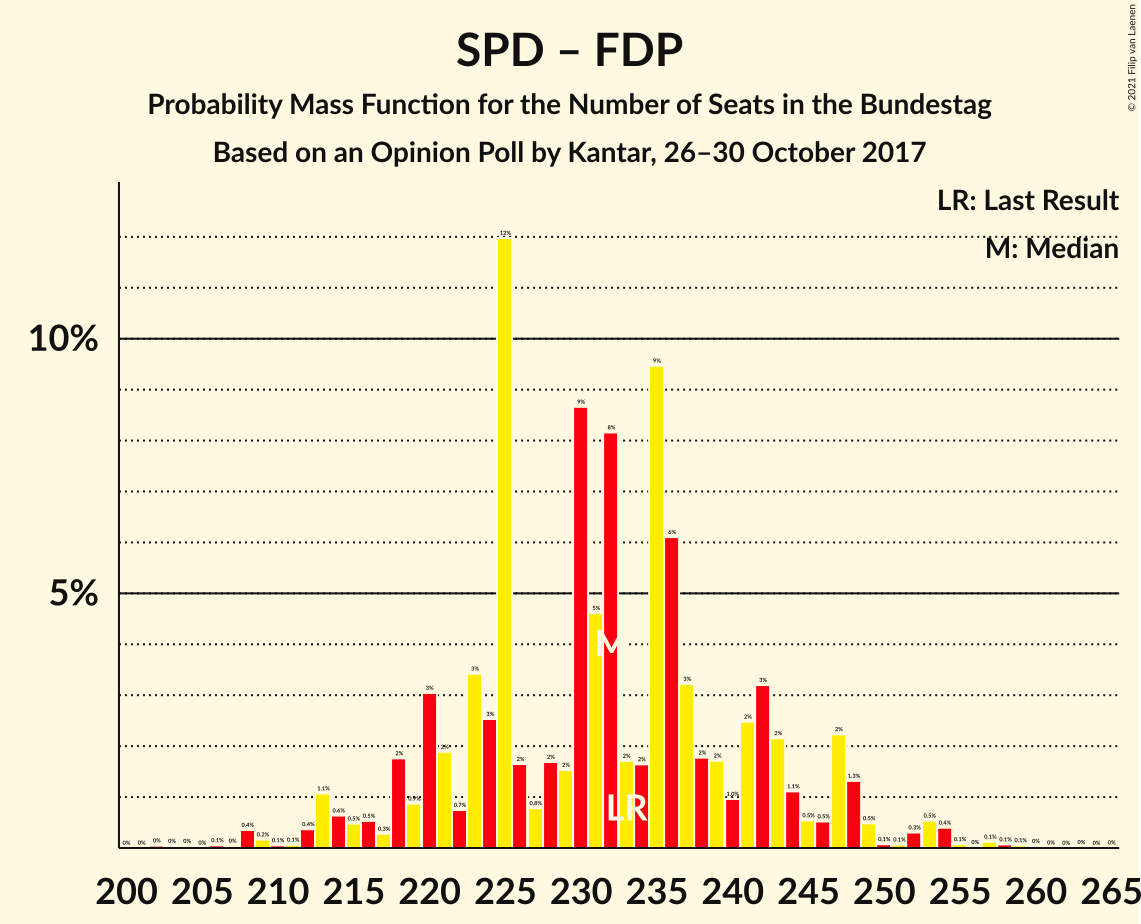 © 2021 Filip van Laenen
SPD – FDP
Probability Mass Function for the Number of Seats in the Bundestag
Based on an Opinion Poll by Kantar, 26–30 October 2017
LR: Last Result
M: Median
10%
5%
0% 0% 0% 0% 0% 0% 0.1% 0% 0.4% 0.2% 0.1% 0.1% 0.4% 1.1% 0.6% 0.5% 0.5% 0.3% 2% 0.9% 3% 2% 0.7% 3% 3% 12% 2% 0.8% 2% 2% 9% 5% 8% 2% 2% 9% 6% 3% 2% 2% 1.0% 2% 3% 2% 1.1% 0.5% 0.5% 2% 1.3% 0.5% 0.1% 0.1% 0.3% 0.5% 0.4% 0.1% 0% 0.1% 0.1% 0.1% 0% 0% 0% 0% 0% 0%
M
LR
200 205 210 215 220 225 230 235 240 245 250 255 260 265